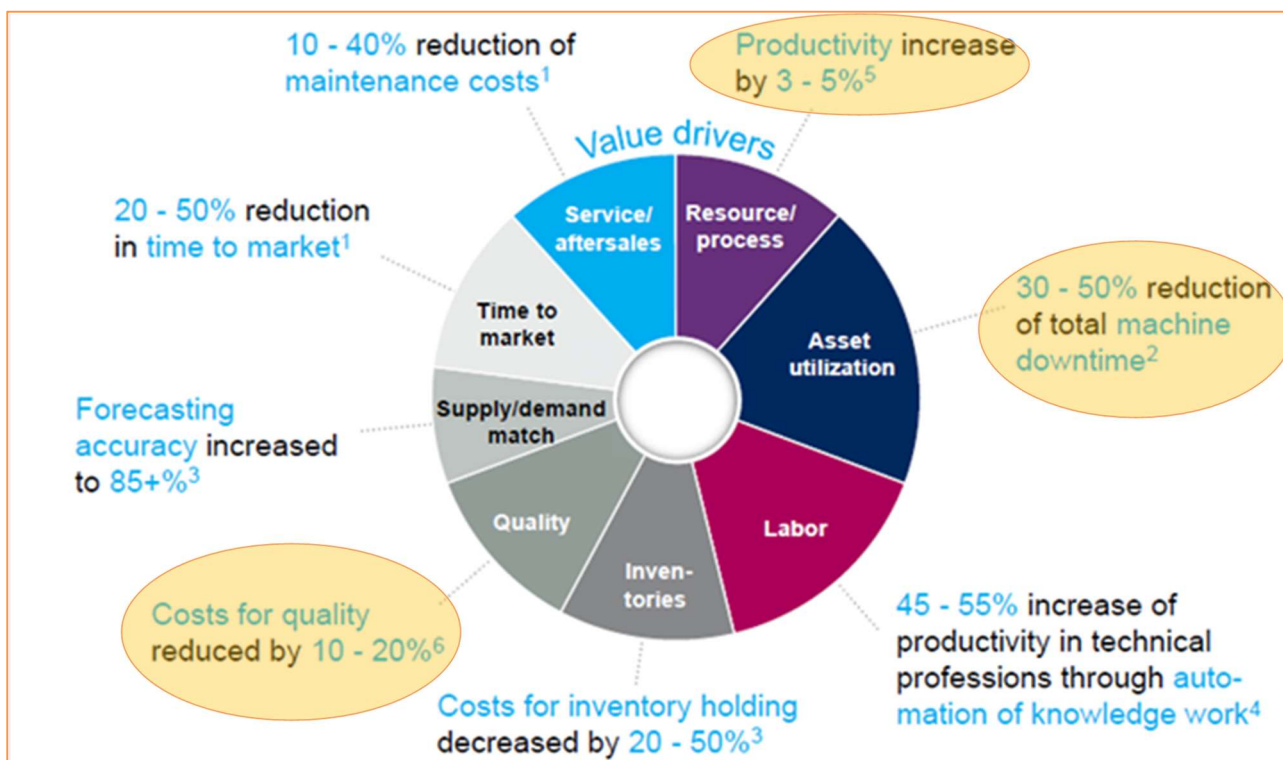 10 - 40% reduction of
maintenance costs¹
Productivity increase
by 3 - 5%⁵
Value drivers
20 - 50% reduction
in time to market¹
Service/
aftersales
Resource/
process
30 - 50% reduction
of total machine
downtime²
Time to
market
Asset
utilization
Forecasting
accuracy increased
to 85+%³
Supply/demand
match
Quality
Labor
Inven-
tories
Costs for quality
reduced by 10 - 20%⁶
45 - 55% increase of
productivity in technical
professions through auto-
mation of knowledge work⁴
Costs for inventory holding
decreased by 20 - 50%³